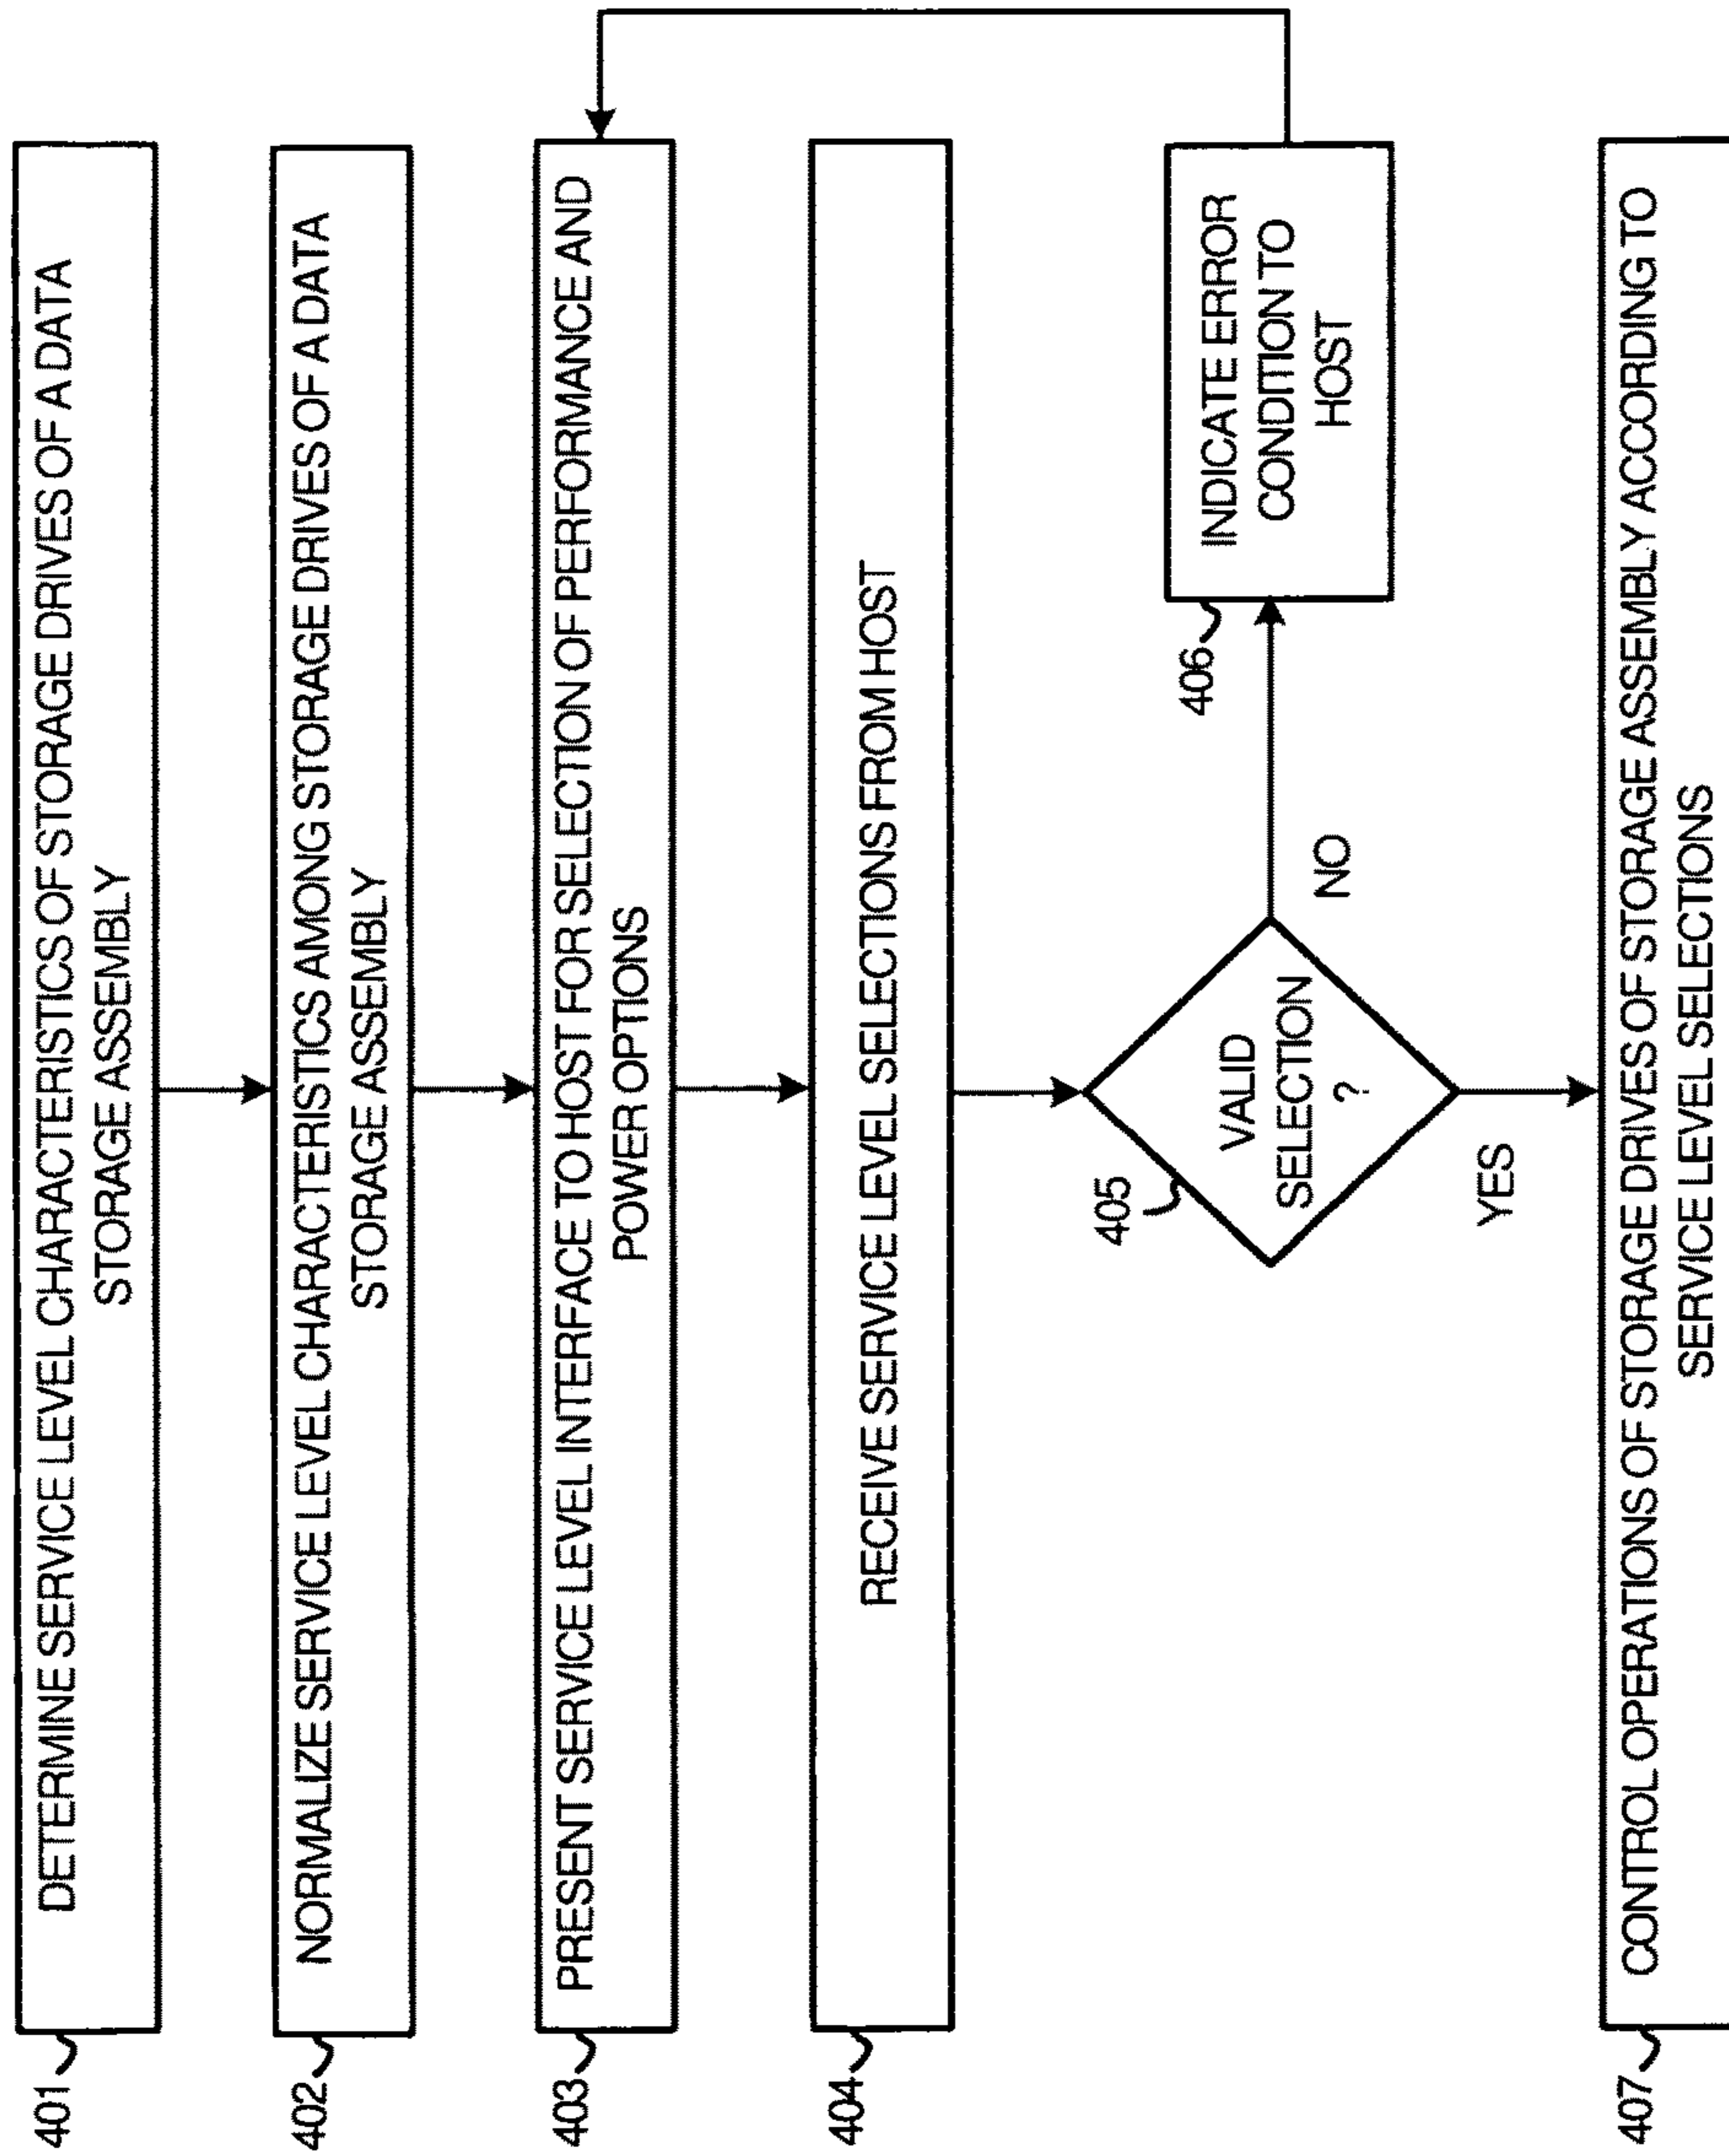 401
DETERMINE SERVICE LEVEL CHARACTERISTICS OF STORAGE DRIVES OF A DATA
STORAGE ASSEMBLY
402
NORMALIZE SERVICE LEVEL CHARACTERISTICS AMONG STORAGE DRIVES OF A DATA
STORAGE ASSEMBLY
403
PRESENT SERVICE LEVEL INTERFACE TO HOST FOR SELECTION OF PERFORMANCE AND
POWER OPTIONS
404
RECEIVE SERVICE LEVEL SELECTIONS FROM HOST
405
VALID
SELECTION
?
NO
406
INDICATE ERROR
CONDITION TO
HOST
YES
407
CONTROL OPERATIONS OF STORAGE DRIVES OF STORAGE ASSEMBLY ACCORDING TO
SERVICE LEVEL SELECTIONS